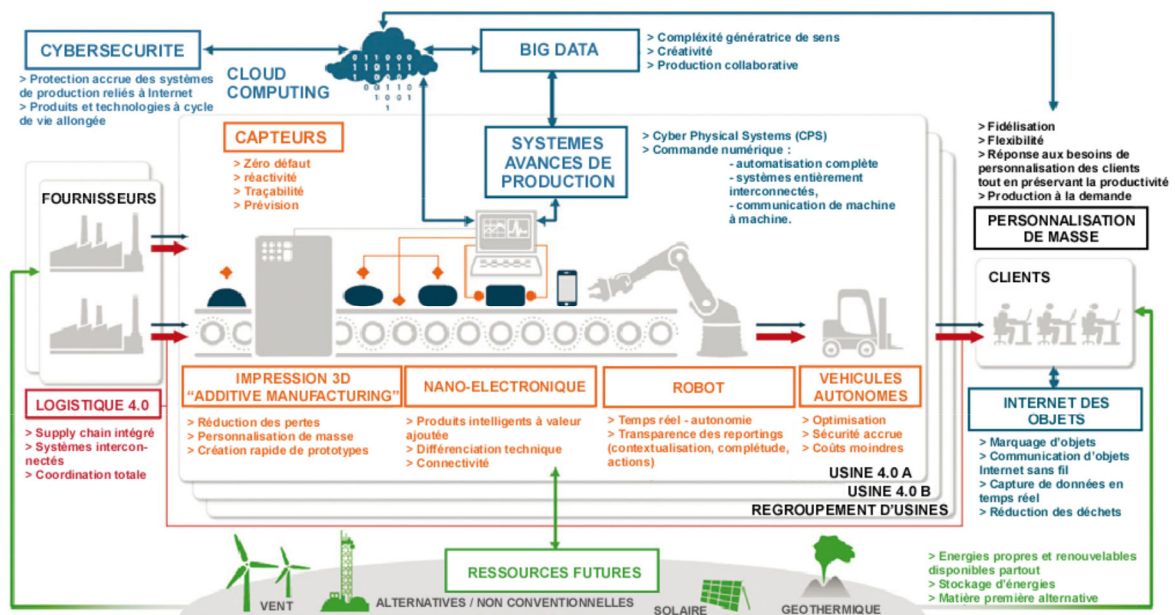 CYBERSECURITE
> Protection accrue des systèmes
de production reliés à Internet
> Produits et technologies à cycle
de vie allongée
CLOUD
COMPUTING
BIG DATA
> Compléxité génératrice de sens
> Créativité
> Production collaborative
CAPTEURS
> Zéro défaut
> réactivité
> Traçabilité
> Prévision
SYSTEMES
AVANCES DE
PRODUCTION
> Cyber Physical Systems (CPS)
> Commande numérique :
- automatisation complète
- systèmes entièrement
interconnectés,
- communication de machine
à machine.
> Fidélisation
> Flexibilité
> Réponse aux besoins de
personnalisation des clients
tout en préservant la productivité
> Production à la demande
PERSONNALISATION
DE MASSE
FOURNISSEURS
CLIENTS
LOGISTIQUE 4.0
> Supply chain intégré
> Systèmes intercon-
nectés
> Coordination totale
IMPRESSION 3D
“ADDITIVE MANUFACTURING”
> Réduction des pertes
> Personnalisation de masse
> Création rapide de prototypes
NANO-ELECTRONIQUE
> Produits intelligents à valeur
ajoutée
> Différenciation technique
> Connectivité
ROBOT
> Temps réel - autonomie
> Transparence des reportings
(contextualisation, complétude,
actions)
VEHICULES
AUTONOMES
> Optimisation
> Sécurité accrue
> Coûts moindres
INTERNET DES
OBJETS
> Marquage d'objets
> Communication d'objets
Internet sans fil
> Capture de données en
temps réel
> Réduction des déchets
USINE 4.0 A
USINE 4.0 B
REGROUPEMENT D'USINES
RESSOURCES FUTURES
VENT
ALTERNATIVES / NON CONVENTIONNELLES
SOLAIRE
GEOTHERMIQUE
> Energies propres et renouvelables
disponibles partout
> Stockage d'énergies
> Matière première alternative